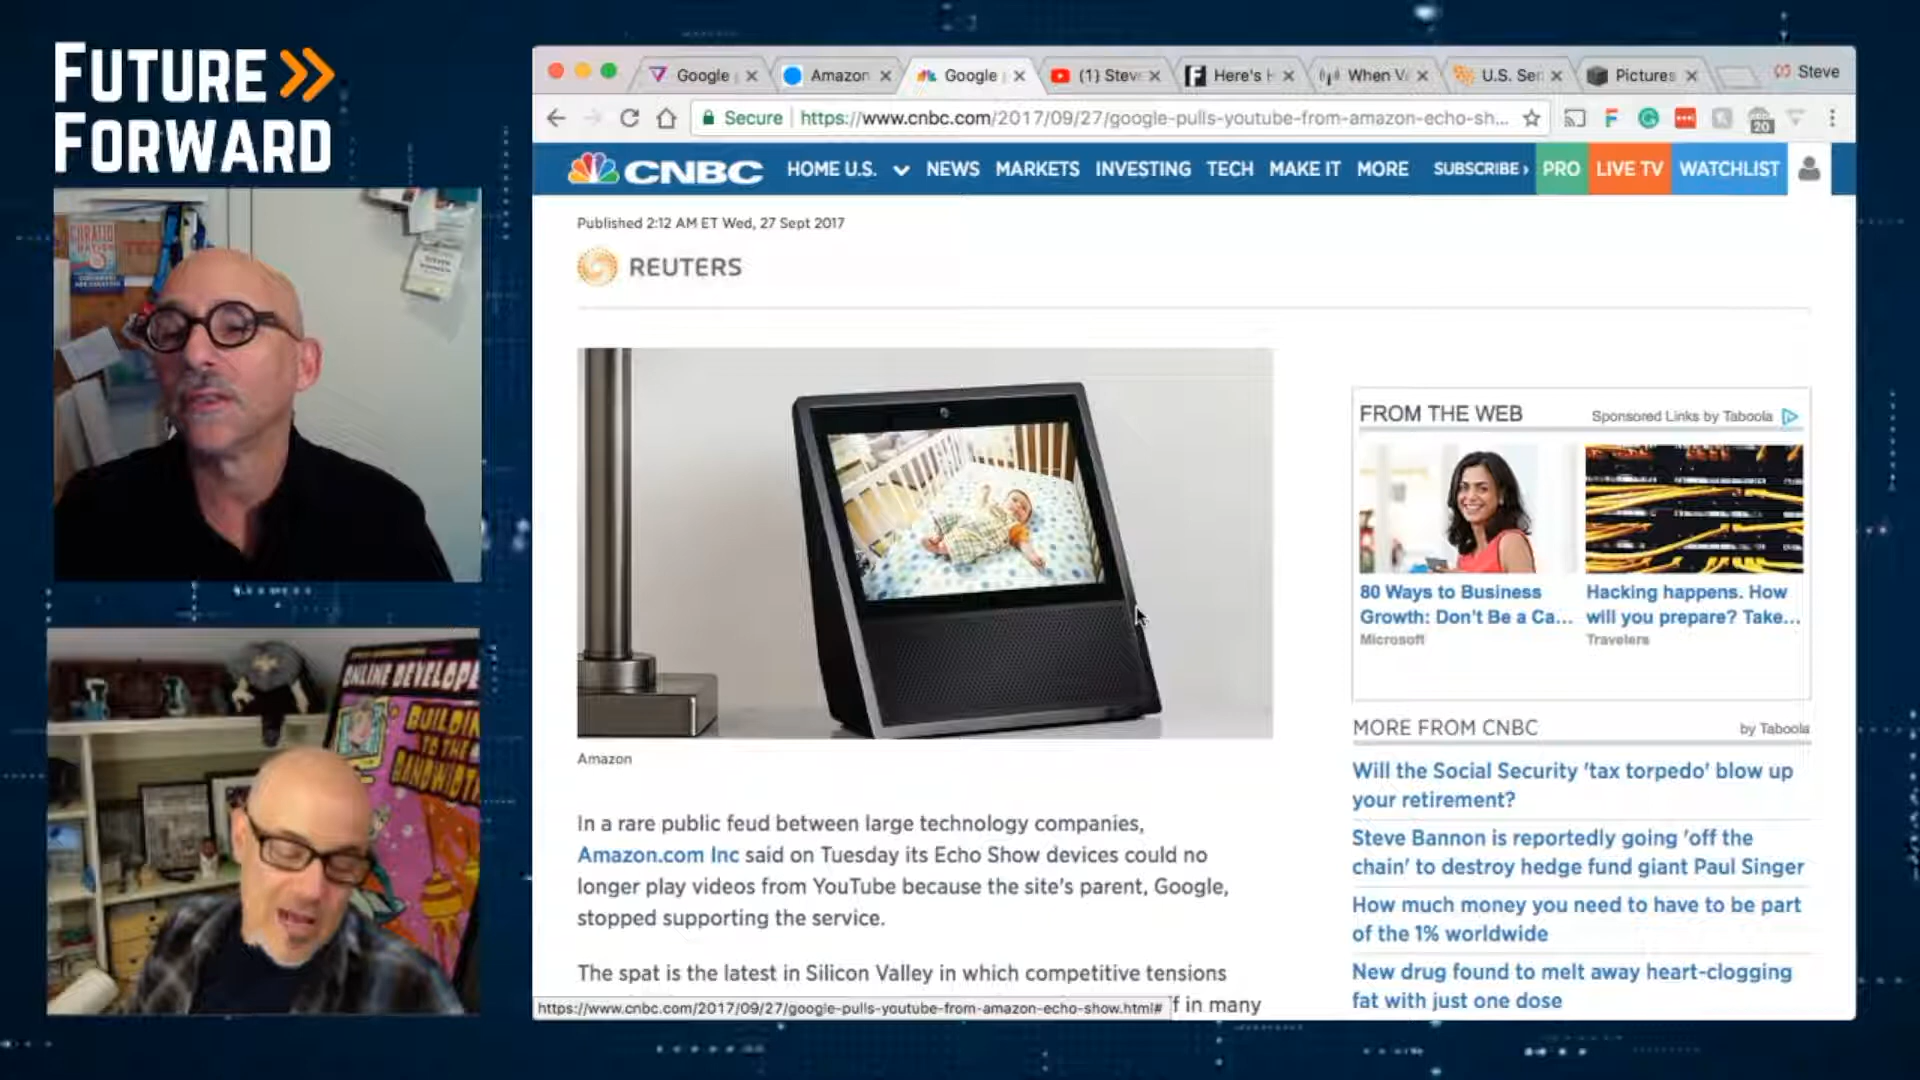 FUTURE
FORWARD
STEVEN
ONLINE DEVELOPE
BUILDIN
TO THE
BANDWIDTH
Google
Amazon
Google
(1) Stev
Here's H
When V
U.S. Ser
Pictures
Steve
Secure
https://www.cnbc.com/2017/09/27/google-pulls-youtube-from-amazon-echo-sh...
20
CNBC
HOME U.S.
NEWS
MARKETS
INVESTING
TECH
MAKE IT
MORE
SUBSCRIBE ›
PRO
LIVE TV
WATCHLIST
Published 2:12 AM ET Wed, 27 Sept 2017
REUTERS
Amazon
In a rare public feud between large technology companies,
Amazon.com Inc said on Tuesday its Echo Show devices could no
longer play videos from YouTube because the site's parent, Google,
stopped supporting the service.
The spat is the latest in Silicon Valley in which competitive tensions
f in many
https://www.cnbc.com/2017/09/27/google-pulls-youtube-from-amazon-echo-show.html#
FROM THE WEB
Sponsored Links by Taboola
80 Ways to Business
Growth: Don't Be a Ca...
Microsoft
Hacking happens. How
will you prepare? Take...
Travelers
MORE FROM CNBC
by Taboola
Will the Social Security 'tax torpedo' blow up
your retirement?
Steve Bannon is reportedly going 'off the
chain' to destroy hedge fund giant Paul Singer
How much money you need to have to be part
of the 1% worldwide
New drug found to melt away heart-clogging
fat with just one dose